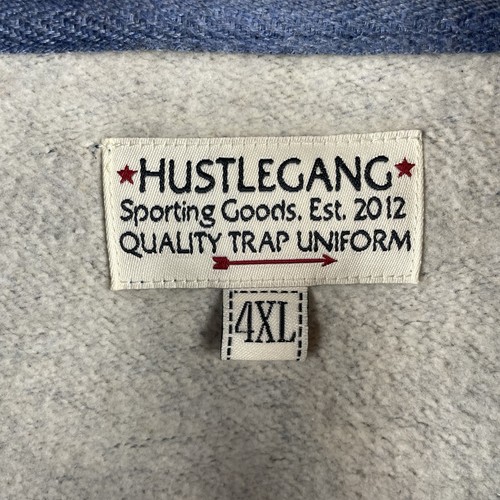 HUSTLEGANG
Sporting Goods. Est. 2012
QUALITY TRAP UNIFORM
4XL